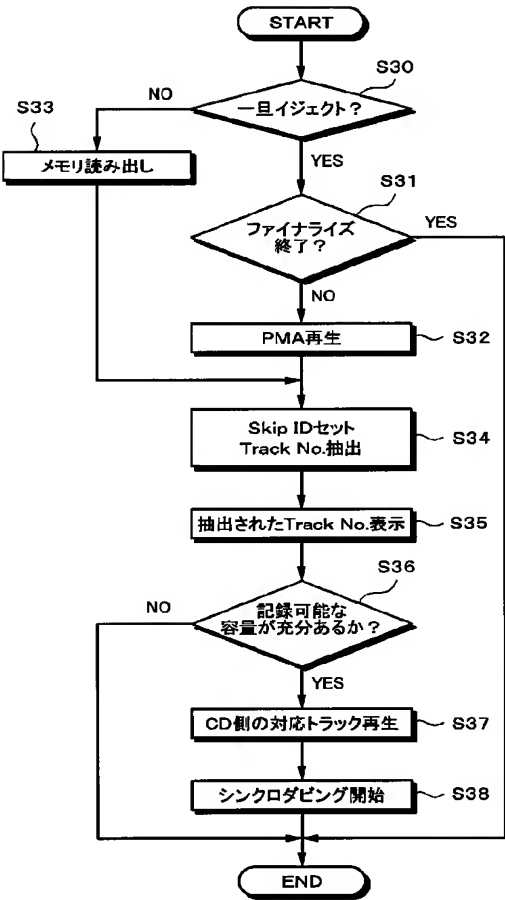 START
S30
一旦イジェクト?
NO
YES
S33
メモリ読み出し
S31
ファイナライズ
終了?
YES
NO
PMA再生
S32
Skip IDセット
Track No.抽出
S34
抽出されたTrack No.表示
S35
S36
記録可能な
容量が充分あるか?
NO
YES
CD側の対応トラック再生
S37
シンクロダビング開始
S38
END